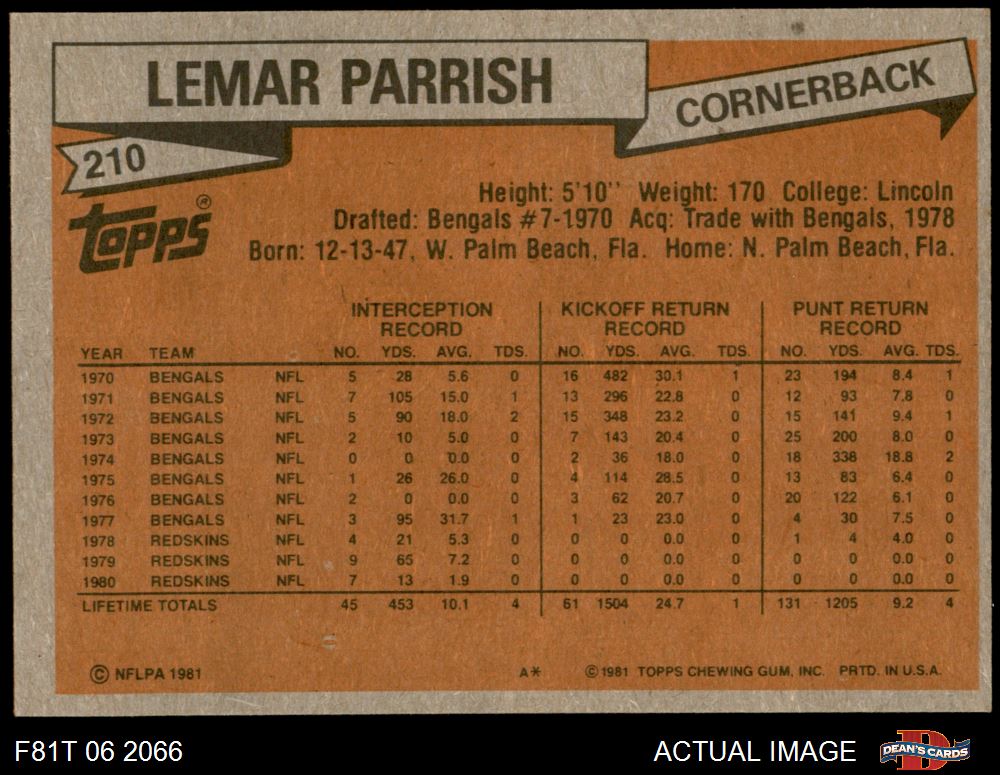 LEMAR PARRISH
CORNERBACK
210
TOPPS®
Height: 5'10" Weight: 170 College: Lincoln
Drafted: Bengals #7-1970 Acq: Trade with Bengals, 1978
Born: 12-13-47, W. Palm Beach, Fla. Home: N. Palm Beach, Fla.
INTERCEPTION RECORD KICKOFF RETURN RECORD PUNT RETURN RECORD
YEAR TEAM NO. YDS. AVG. TDS. NO. YDS. AVG. TDS. NO. YDS. AVG. TDS.
1970 BENGALS NFL 5 28 5.6 0 16 482 30.1 1 23 194 8.4 1
1971 BENGALS NFL 7 105 15.0 1 13 296 22.8 0 12 93 7.8 0
1972 BENGALS NFL 5 90 18.0 2 15 348 23.2 0 15 141 9.4 1
1973 BENGALS NFL 2 10 5.0 0 7 143 20.4 0 25 200 8.0 0
1974 BENGALS NFL 0 0 0.0 0 2 36 18.0 0 18 338 18.8 2
1975 BENGALS NFL 1 26 26.0 0 4 114 28.5 0 13 83 6.4 0
1976 BENGALS NFL 2 0 0.0 0 3 62 20.7 0 20 122 6.1 0
1977 BENGALS NFL 3 95 31.7 1 1 23 23.0 0 4 30 7.5 0
1978 REDSKINS NFL 4 21 5.3 0 0 0 0.0 0 1 4 4.0 0
1979 REDSKINS NFL 9 65 7.2 0 0 0 0.0 0 0 0 0.0 0
1980 REDSKINS NFL 7 13 1.9 0 0 0 0.0 0 0 0 0.0 0
LIFETIME TOTALS 45 453 10.1 4 61 1504 24.7 1 131 1205 9.2 4
© NFLPA 1981 A* © 1981 TOPPS CHEWING GUM, INC. PRTD. IN U.S.A.
F81T 06 2066 ACTUAL IMAGE D DEAN'S CARDS